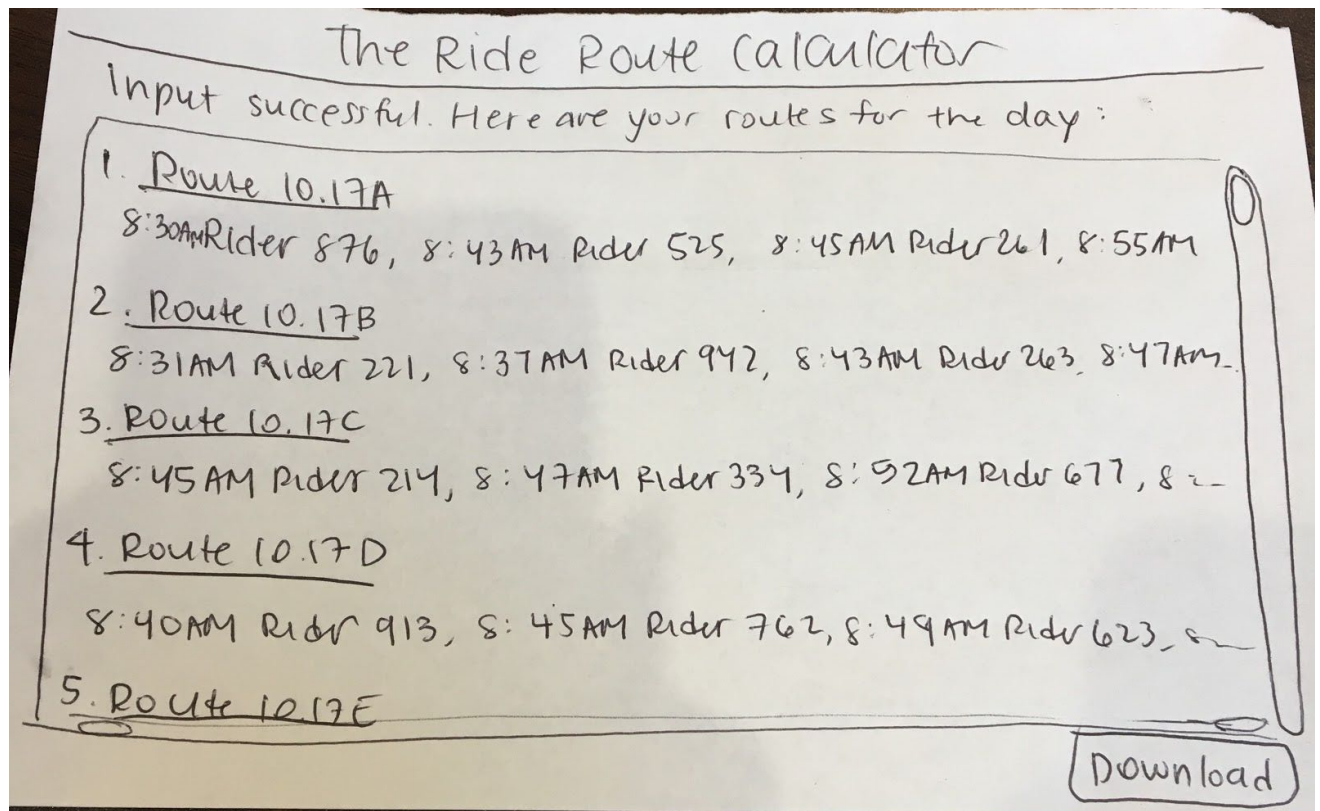 The Ride Route Calculator
Input successful. Here are your routes for the day:
1. Route 10.17A
8:30AM Rider 876, 8:43AM Rider 525, 8:45AM Rider 261, 8:55AM
2. Route 10.17B
8:31AM Rider 221, 8:37AM Rider 942, 8:43AM Rider 263, 8:47AM
3. Route 10.17C
8:45AM Rider 214, 8:47AM Rider 334, 8:52AM Rider 677, 8:
4. Route 10.17D
8:40AM Rider 913, 8:45AM Rider 762, 8:49AM Rider 623, 8
5. Route 10.17E
Download